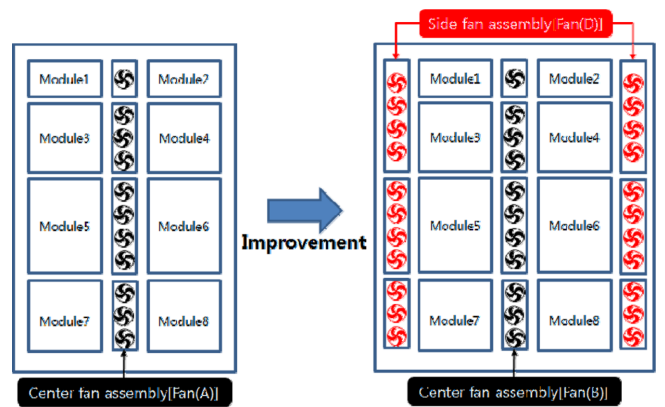 Side fan assembly[Fan(D)]
Module1
Module2
Module1
Module2
Module3
Module4
Module3
Module4
Module5
Module6
Module5
Module6
Improvement
Module7
Module8
Module7
Module8
Center fan assembly[Fan(A)]
Center fan assembly[Fan(B)]